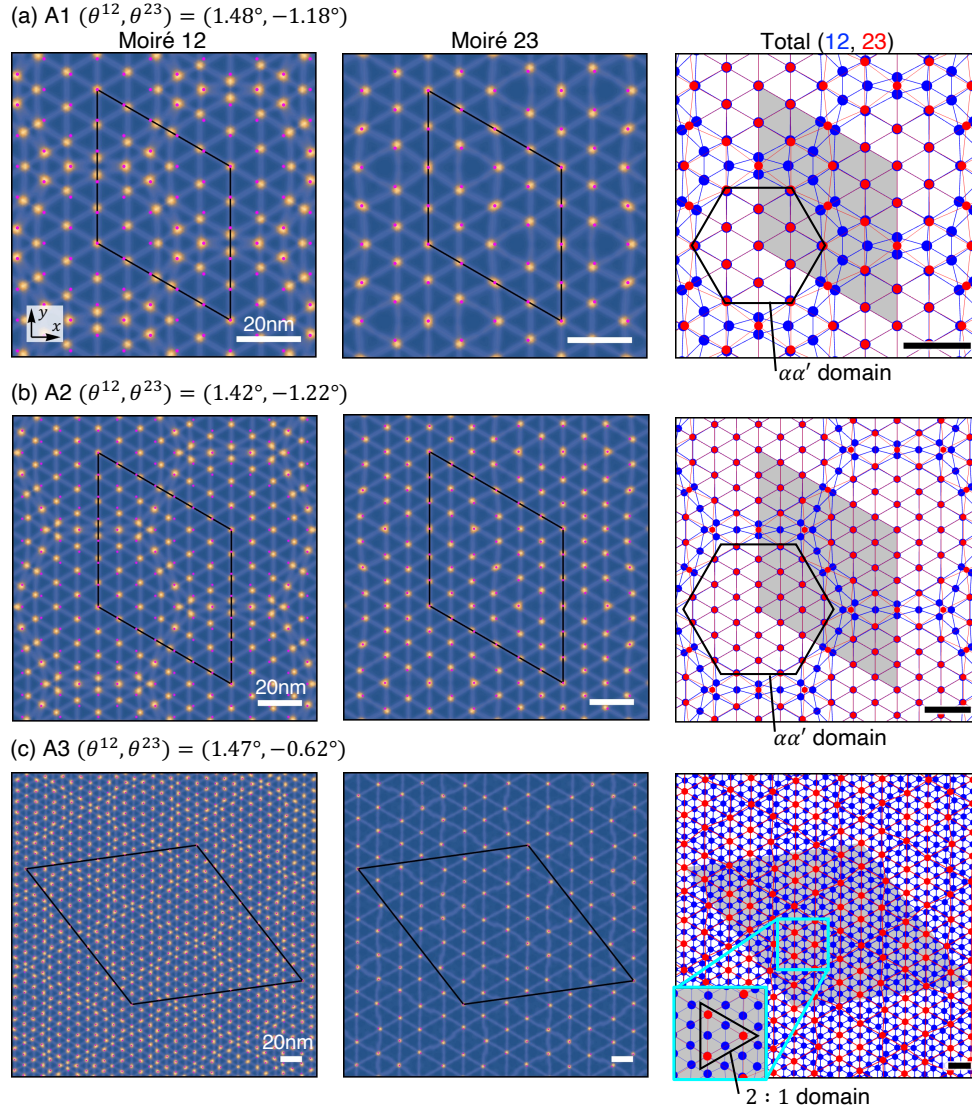 (a) A1 (θ¹², θ²³) = (1.48°, −1.18°)
Moiré 12 Moiré 23 Total (12, 23)
y
x
20nm
αα′ domain
(b) A2 (θ¹², θ²³) = (1.42°, −1.22°)
20nm
αα′ domain
(c) A3 (θ¹², θ²³) = (1.47°, −0.62°)
20nm
2 : 1 domain